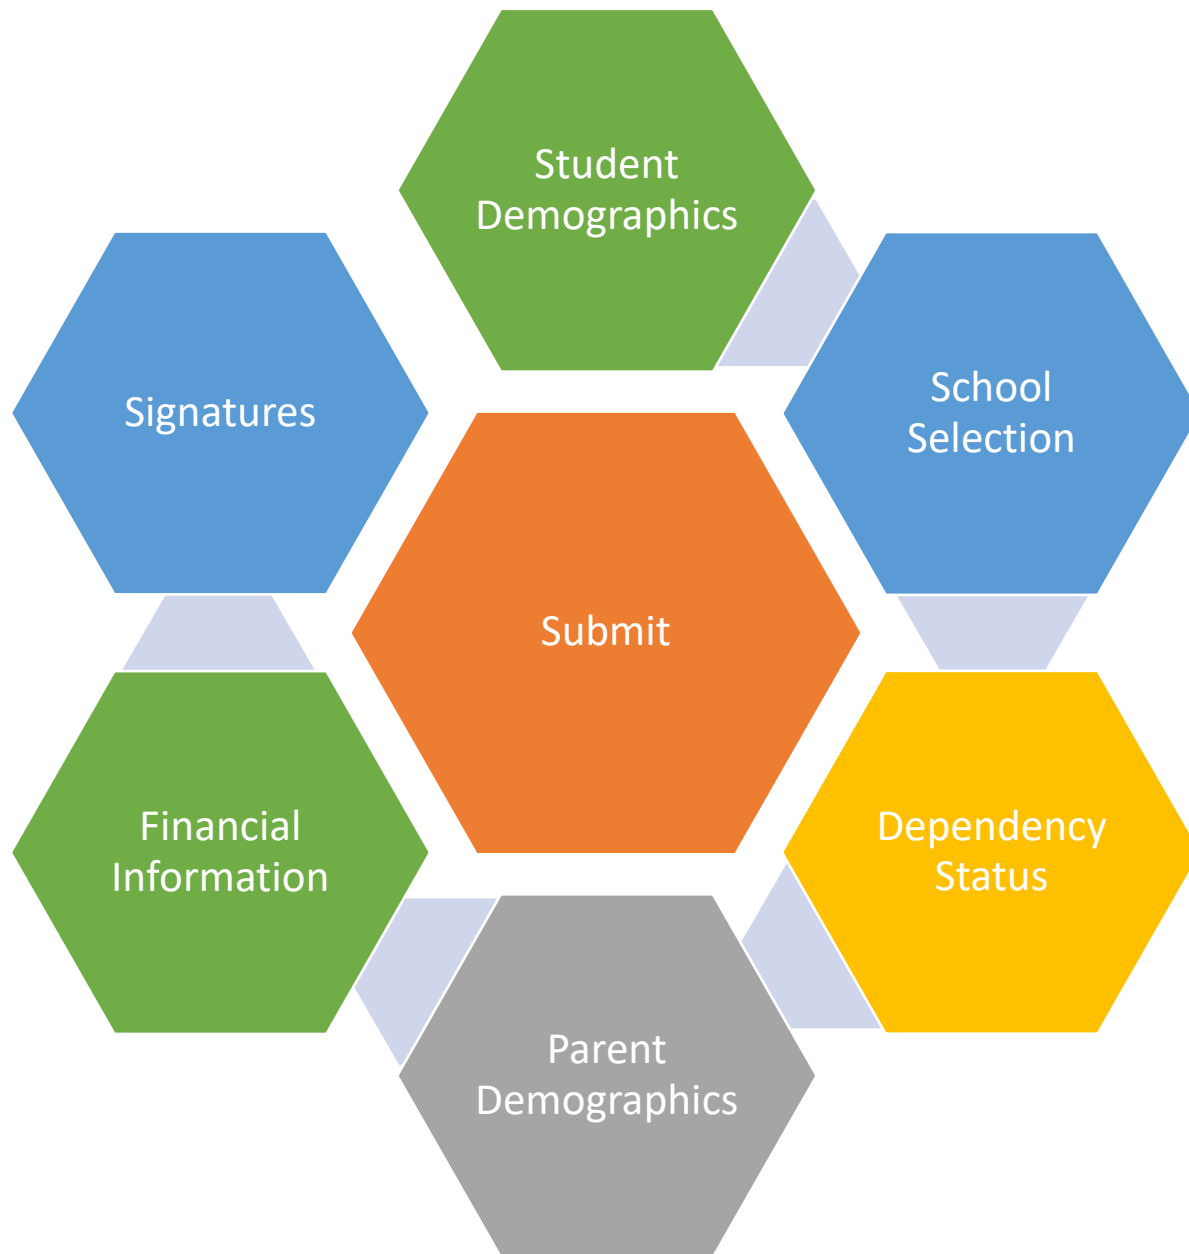 Student
Demographics
School
Selection
Dependency
Status
Parent
Demographics
Financial
Information
Signatures
Submit